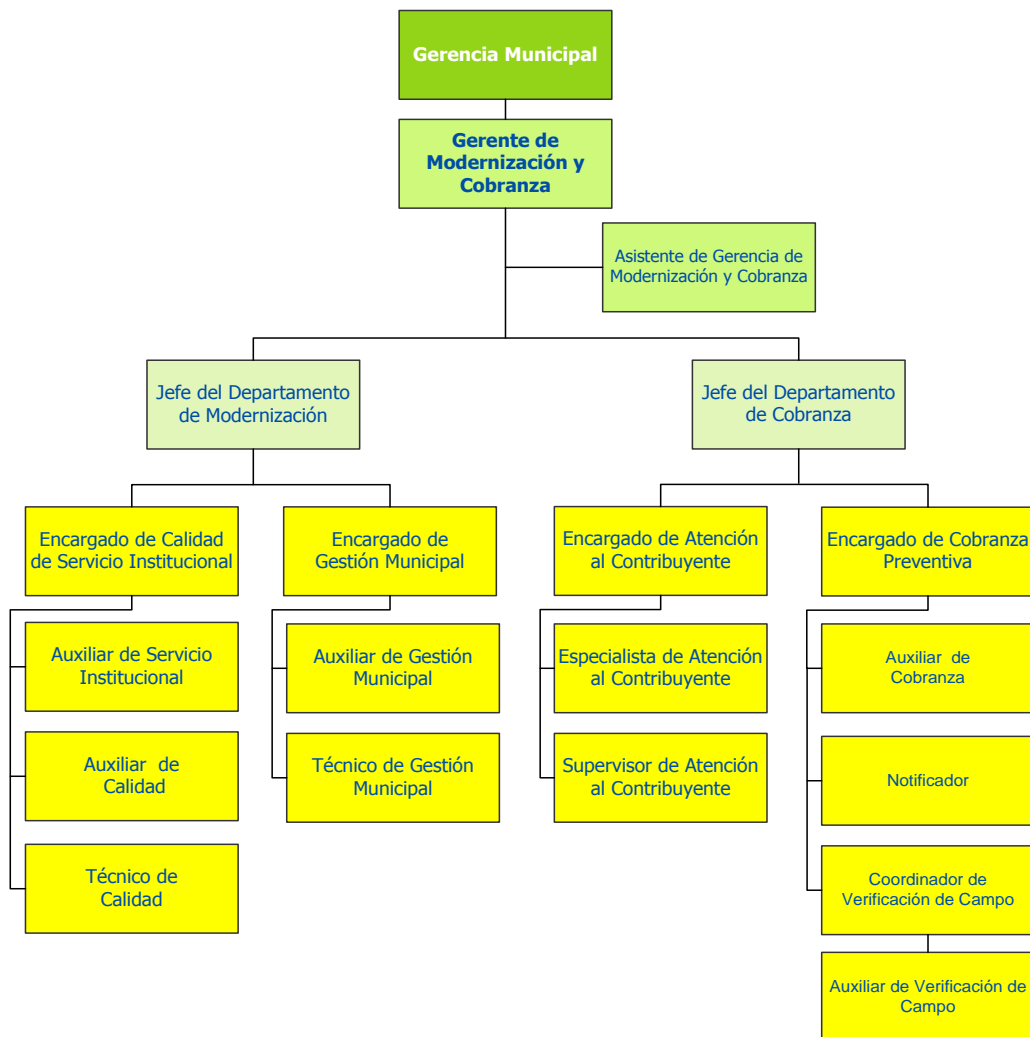 Gerencia Municipal
Gerente de
Modernización y
Cobranza
Asistente de Gerencia de
Modernización y Cobranza
Jefe del Departamento
de Modernización
Jefe del Departamento
de Cobranza
Encargado de Calidad
de Servicio Institucional
Encargado de
Gestión Municipal
Encargado de Atención
al Contribuyente
Encargado de Cobranza
Preventiva
Auxiliar de Servicio
Institucional
Auxiliar de Gestión
Municipal
Especialista de Atención
al Contribuyente
Auxiliar de
Cobranza
Auxiliar de
Calidad
Técnico de Gestión
Municipal
Supervisor de Atención
al Contribuyente
Notificador
Técnico de
Calidad
Coordinador de
Verificación de Campo
Auxiliar de Verificación de
Campo